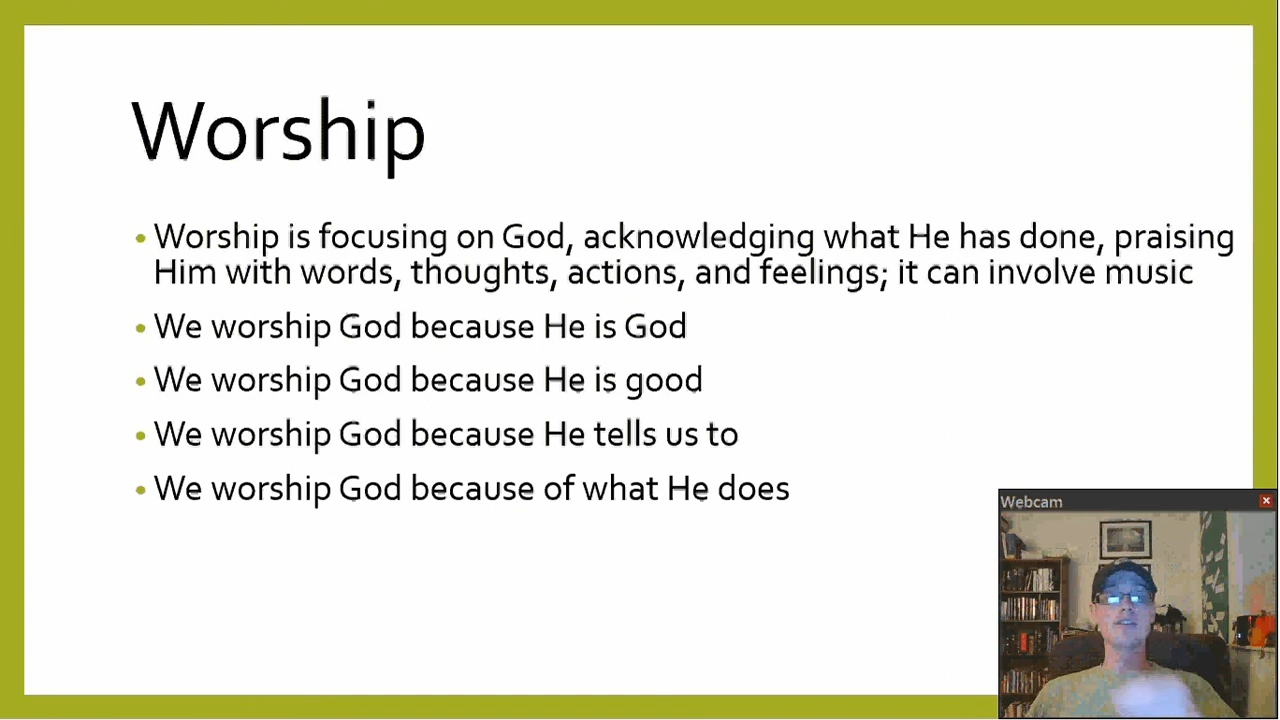 Worship
• Worship is focusing on God, acknowledging what He has done, praising
Him with words, thoughts, actions, and feelings; it can involve music
• We worship God because He is God
• We worship God because He is good
• We worship God because He tells us to
• We worship God because of what He does
Webcam